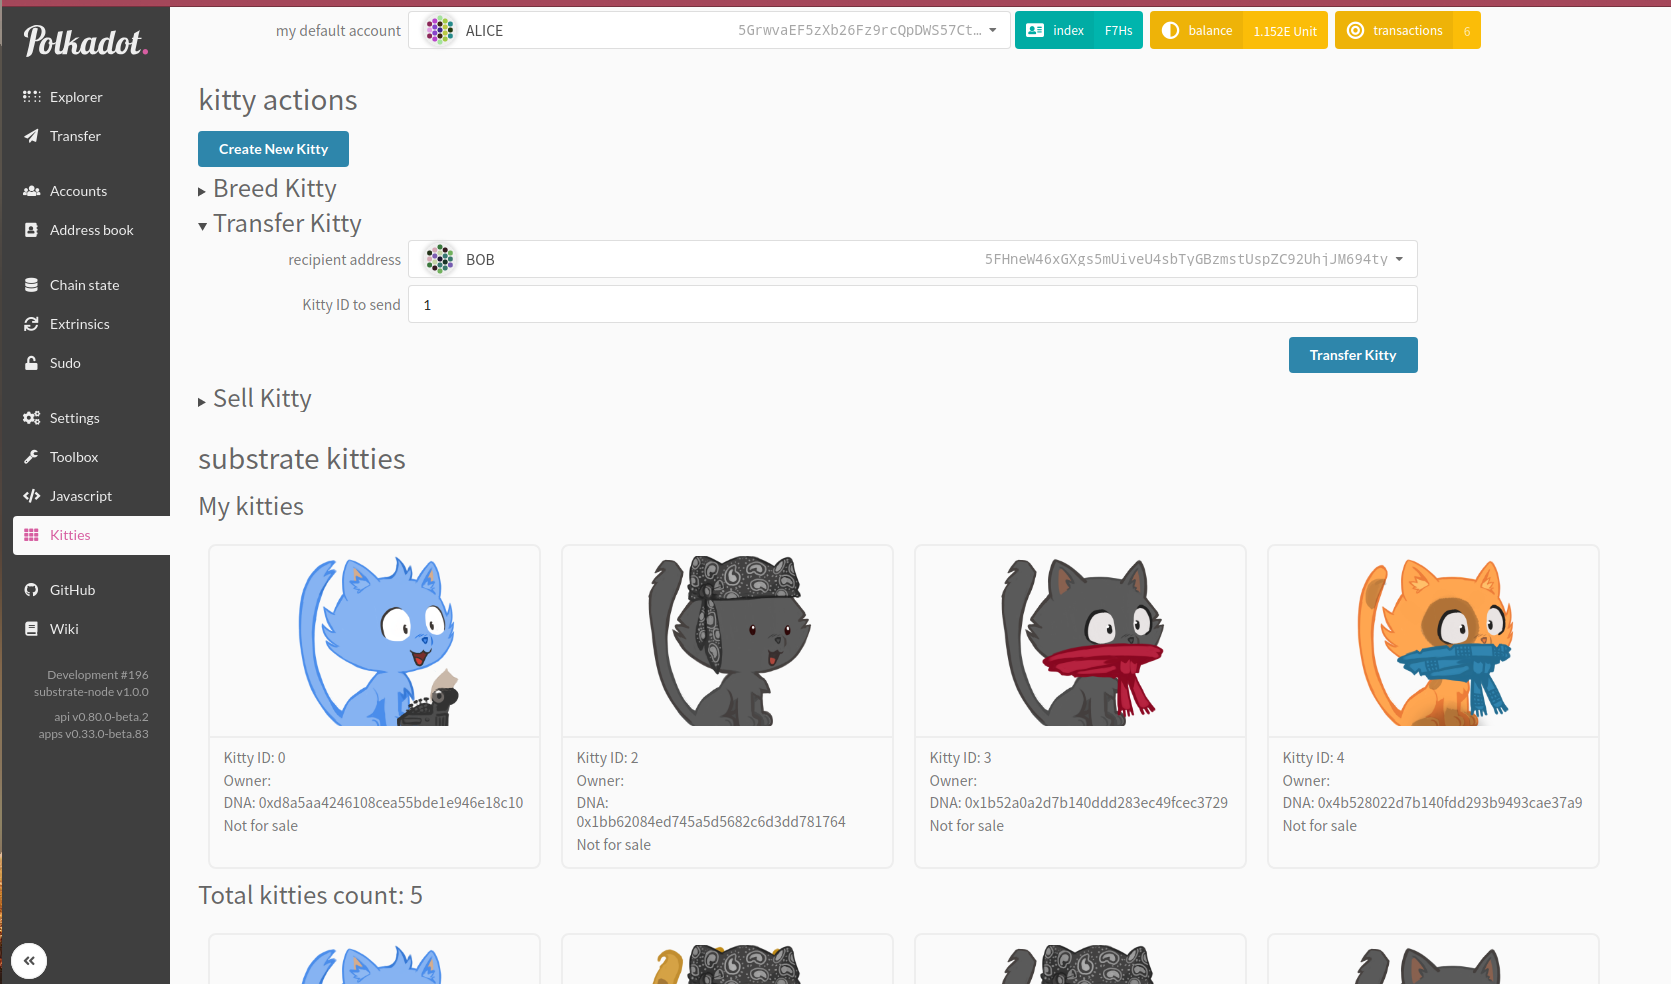 Polkadot.
Explorer
Transfer
Accounts
Address book
Chain state
Extrinsics
Sudo
Settings
Toolbox
Javascript
Kitties
GitHub
Wiki
Development #196
substrate-node v1.0.0
api v0.80.0-beta.2
apps v0.33.0-beta.83
my default account ALICE 5GrwvaEF5zXb26Fz9rcQpDWS57Ct… index F7Hs balance 1.152E Unit transactions 6
kitty actions
Create New Kitty
Breed Kitty
Transfer Kitty
recipient address BOB 5FHneW46xGXgs5mUiveU4sbTyGBzmstUspZC92UhjJM694ty
Kitty ID to send 1
Transfer Kitty
Sell Kitty
substrate kitties
My kitties
Kitty ID: 0
Owner:
DNA: 0xd8a5aa4246108cea55bde1e946e18c10
Not for sale
Kitty ID: 2
Owner:
DNA:
0x1bb62084ed745a5d5682c6d3dd781764
Not for sale
Kitty ID: 3
Owner:
DNA: 0x1b52a0a2d7b140ddd283ec49fcec3729
Not for sale
Kitty ID: 4
Owner:
DNA: 0x4b528022d7b140fdd293b9493cae37a9
Not for sale
Total kitties count: 5